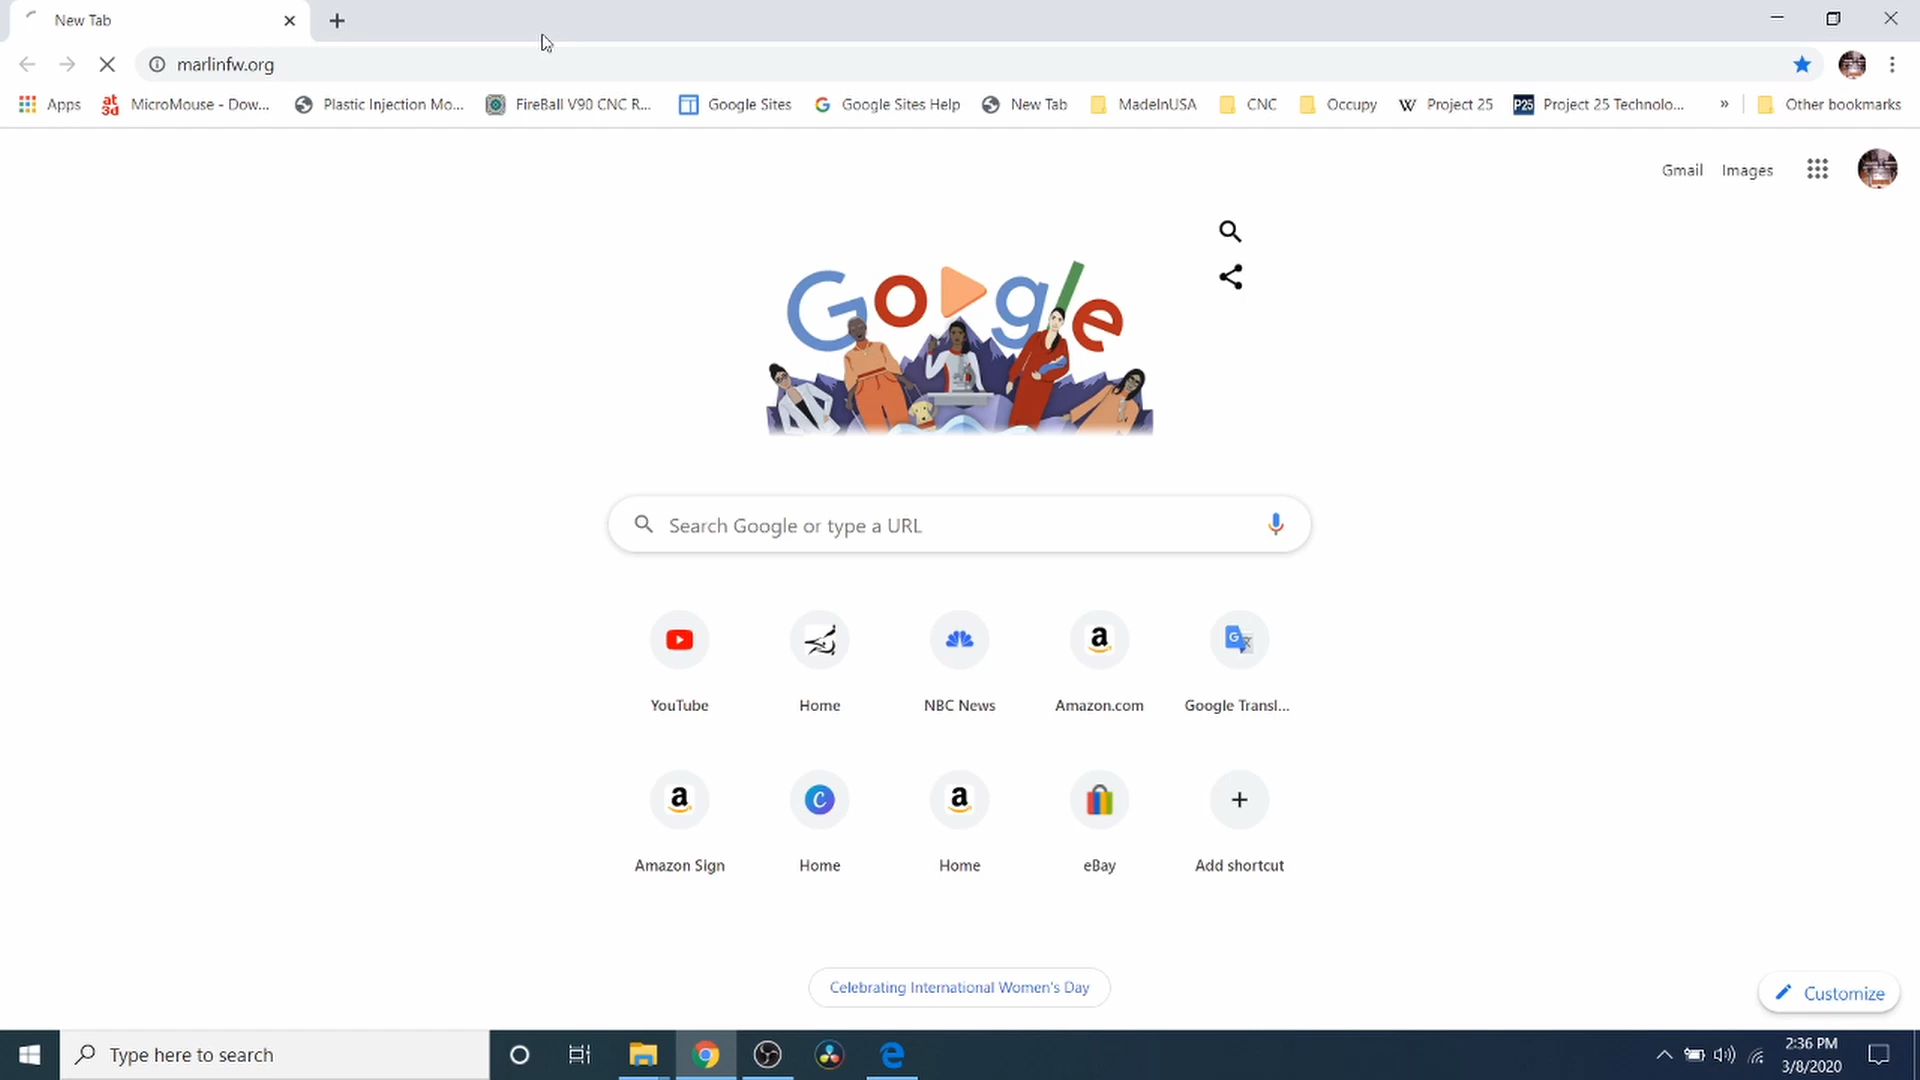 New Tab
marlinfw.org
Apps
MicroMouse - Dow...
Plastic Injection Mo...
FireBall V90 CNC R...
Google Sites
Google Sites Help
New Tab
MadeInUSA
CNC
Occupy
Project 25
Project 25 Technolo...
Other bookmarks
Gmail
Images
Google
Search Google or type a URL
YouTube
Home
NBC News
Amazon.com
Google Transl...
Amazon Sign
Home
Home
eBay
Add shortcut
Celebrating International Women's Day
Customize
Type here to search
2:36 PM
3/8/2020